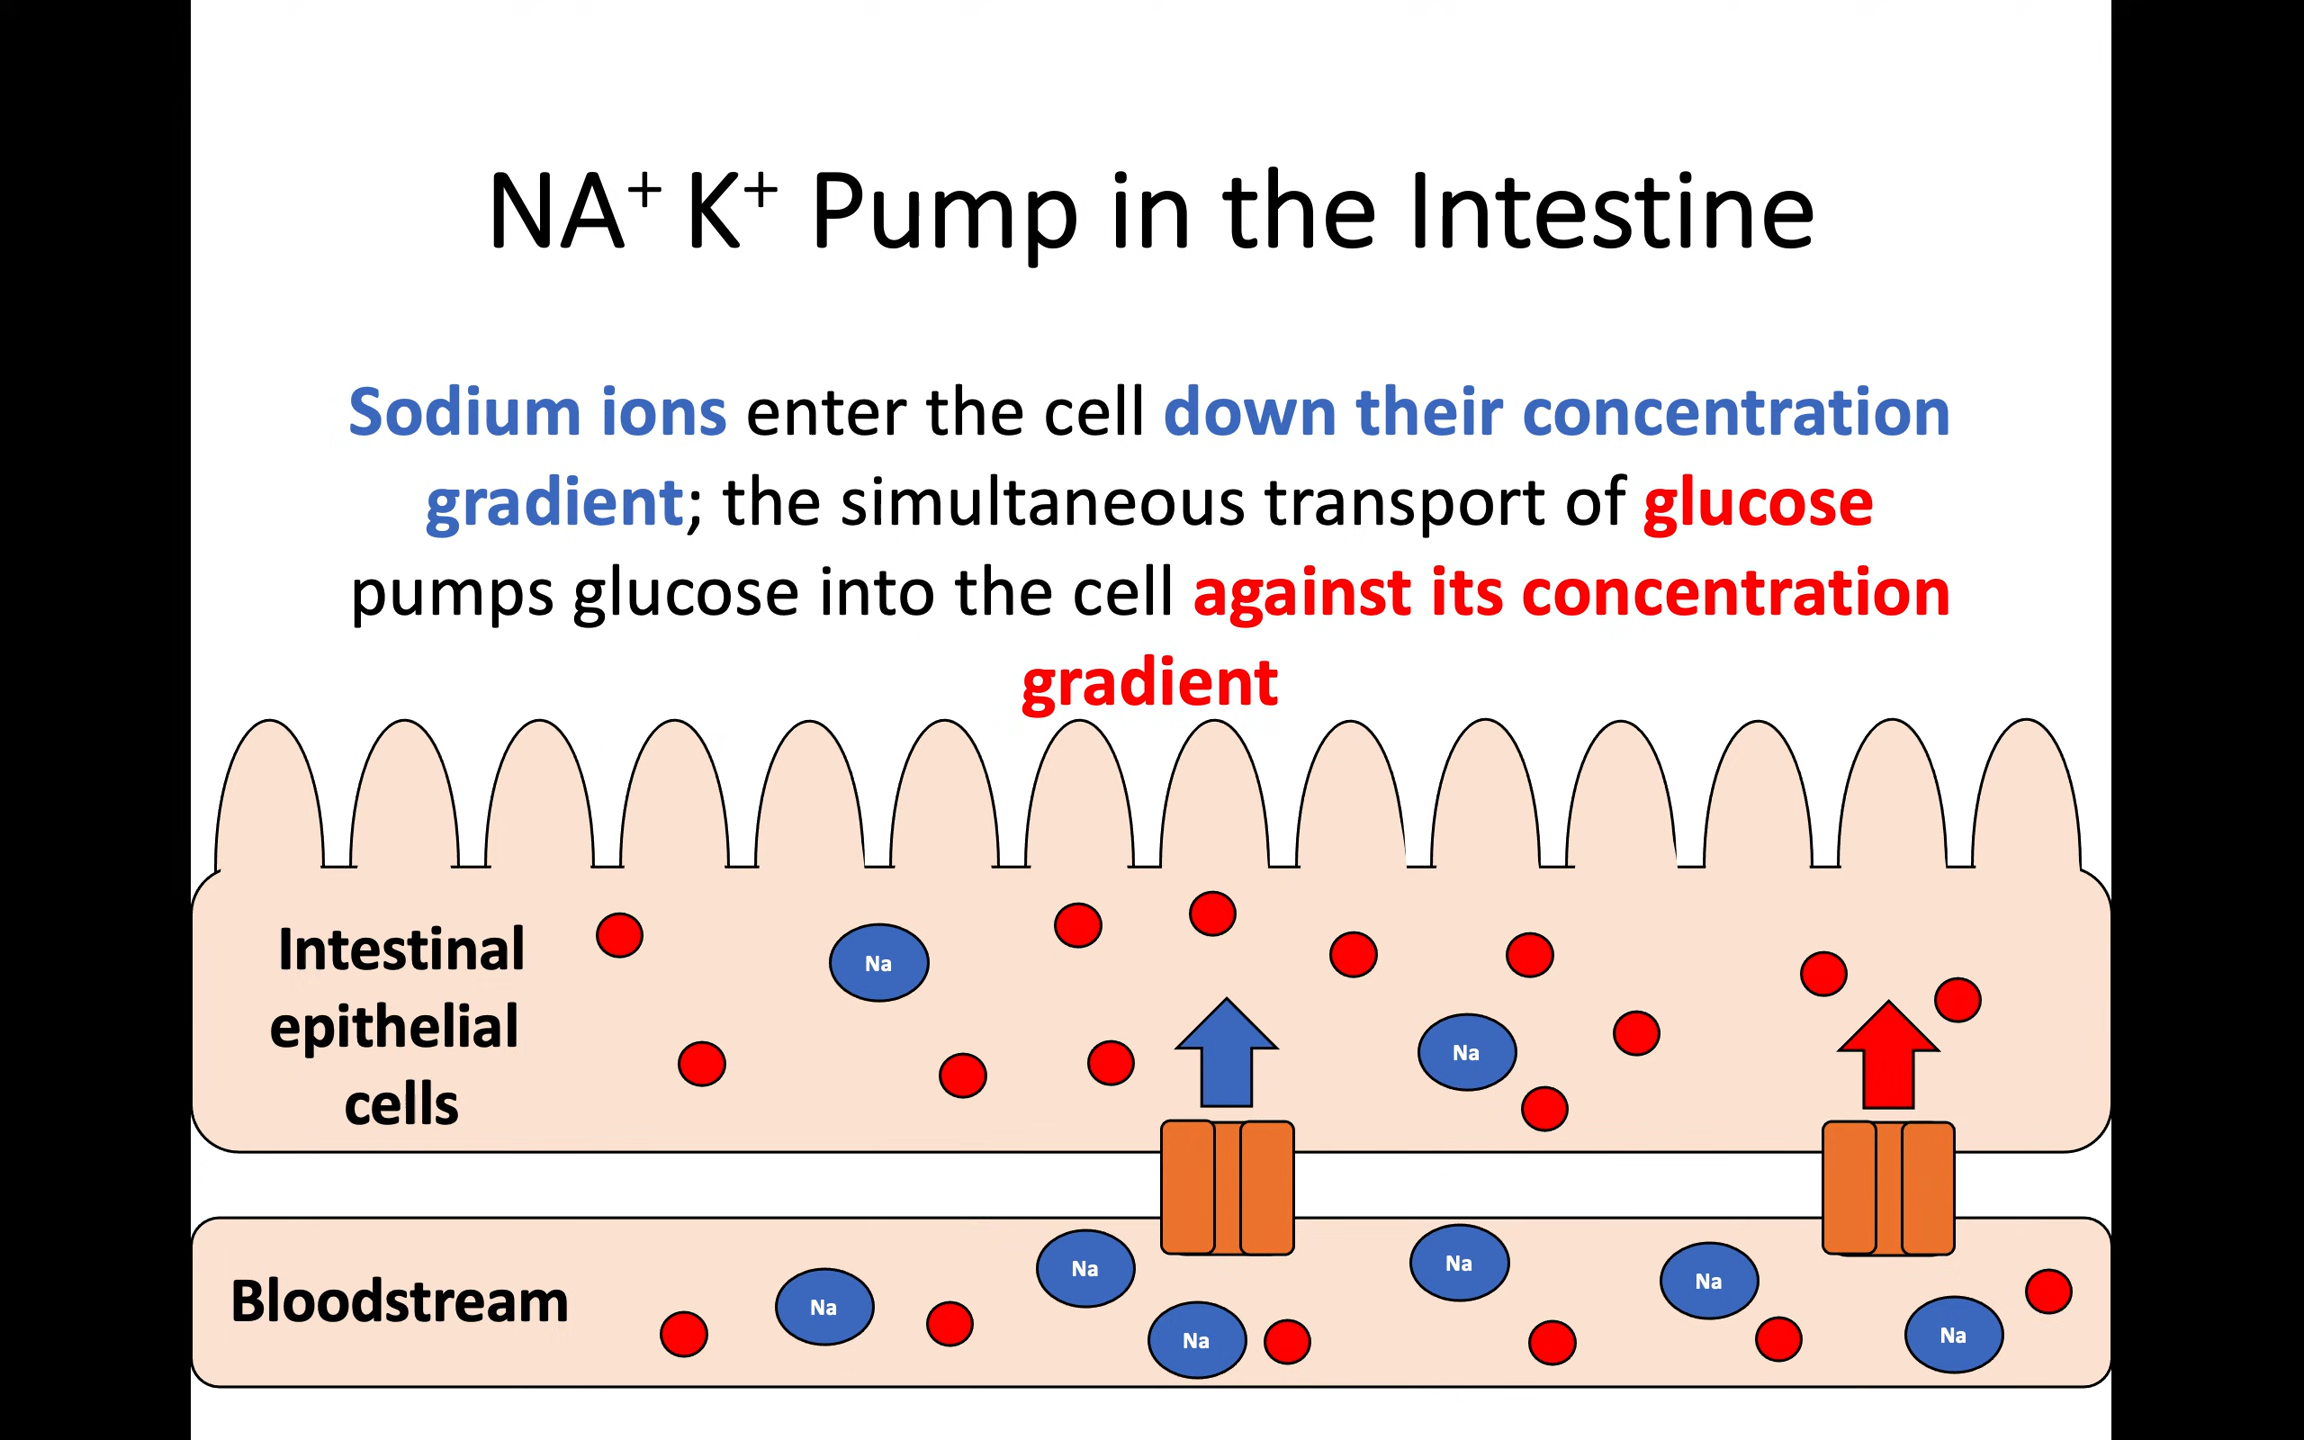 NA⁺ K⁺ Pump in the Intestine
Sodium ions enter the cell down their concentration
gradient; the simultaneous transport of glucose
pumps glucose into the cell against its concentration
gradient
Intestinal
epithelial
cells
Na
Na
Bloodstream
Na
Na
Na
Na
Na
Na